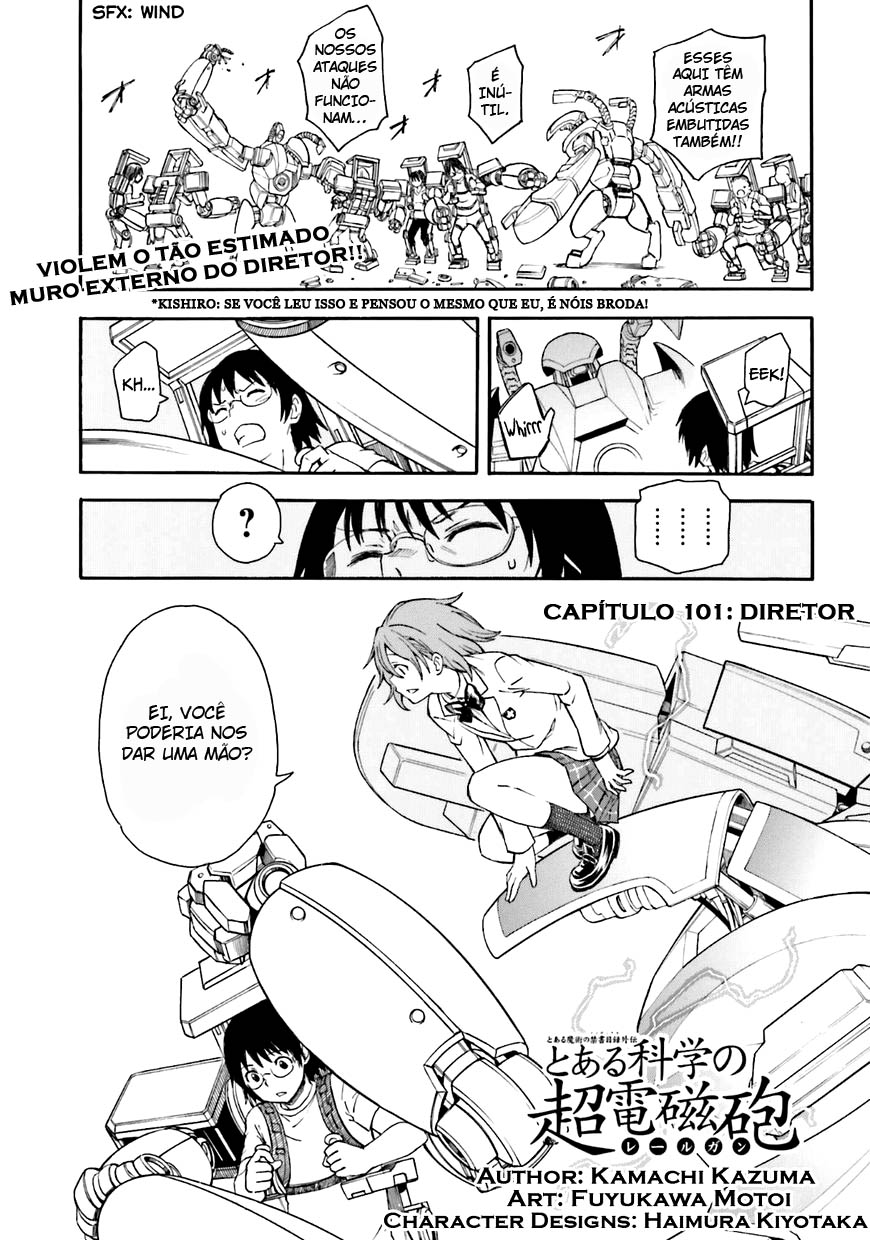 SFX: WIND
OS
NOSSOS
ATAQUES
NÃO
FUNCIO-
NAM...
É
INÚ-
TIL.
ESSES
AQUI TÊM
ARMAS
ACÚSTICAS
EMBUTIDAS
TAMBÉM!!
VIOLEM O TÃO ESTIMADO
MURO EXTERNO DO DIRETOR!!
*KISHIRO: SE VOCÊ LEU ISSO E PENSOU O MESMO QUE EU, É NÓIS BRODA!
KH...
Whirrr
EEK!
?
CAPÍTULO 101: DIRETOR
EI, VOCÊ
PODERIA NOS
DAR UMA MÃO?
とある魔術の禁書目録外伝
とある科学の
超電磁砲
レールガン
AUTHOR: KAMACHI KAZUMA
ART: FUYUKAWA MOTOI
CHARACTER DESIGNS: HAIMURA KIYOTAKA